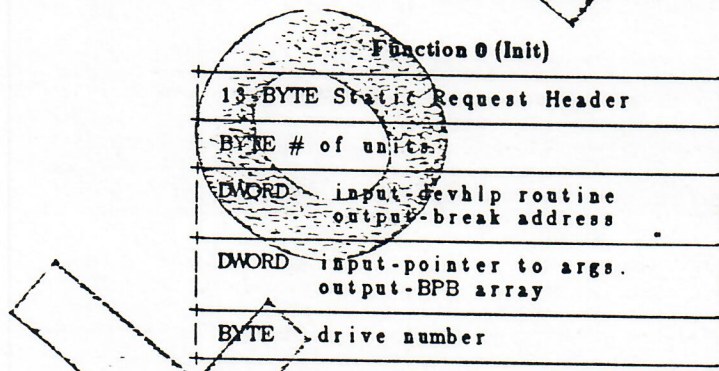 Function 0 (Init)
13-BYTE Static Request Header
BYTE # of units
DWORD input-devhlp routine
output-break address
DWORD input-pointer to args.
output-BPB array
BYTE drive number